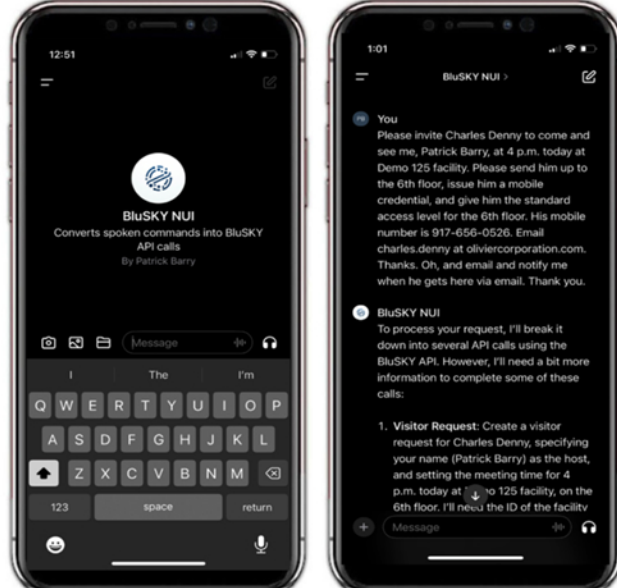 12:51
BluSKY NUI
Converts spoken commands into BluSKY
API calls
By Patrick Barry
Message
I The I'm
Q W E R T Y U I O P
A S D F G H J K L
Z X C V B N M
123 space return
1:01
BluSKY NUI >
PB You
Please invite Charles Denny to come and
see me, Patrick Barry, at 4 p.m. today at
Demo 125 facility. Please send him up to
the 6th floor, issue him a mobile
credential, and give him the standard
access level for the 6th floor. His mobile
number is 917-656-0526. Email
charles.denny at oliviercorporation.com.
Thanks. Oh, and email and notify me
when he gets here via email. Thank you.
BluSKY NUI
To process your request, I'll break it
down into several API calls using the
BluSKY API. However, I'll need a bit more
information to complete some of these
calls:
1. Visitor Request: Create a visitor
request for Charles Denny, specifying
your name (Patrick Barry) as the host,
and setting the meeting time for 4
p.m. today at 125 facility, on the
6th floor. I'll need the ID of the facility
Message